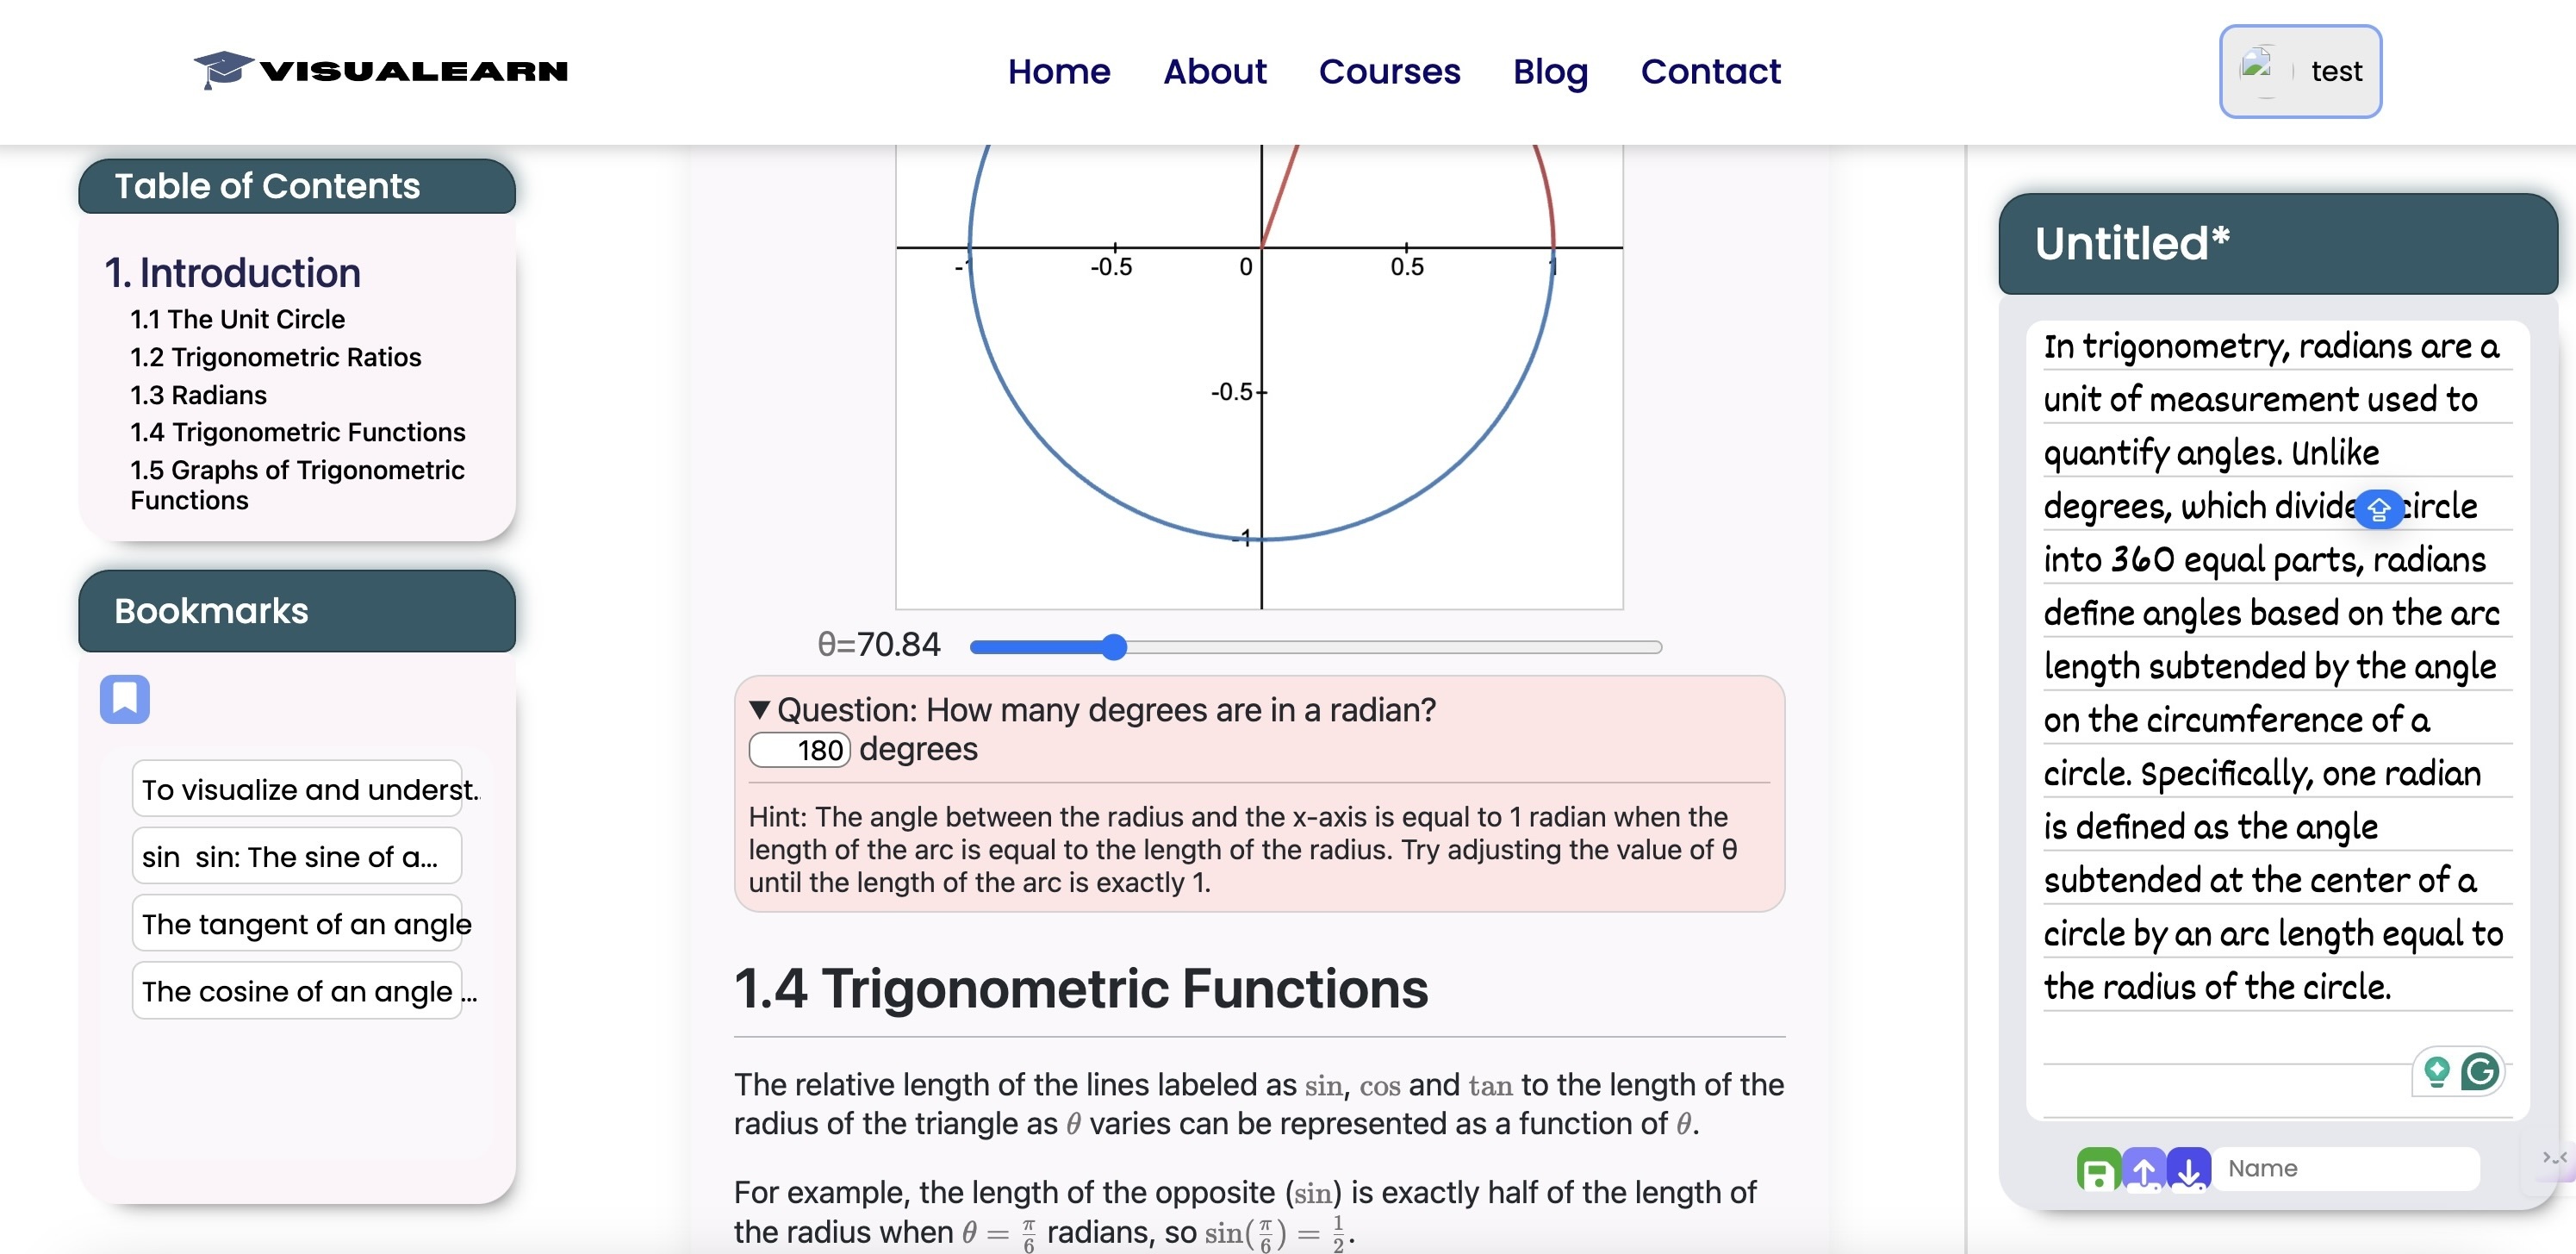 VISUALEARN
Home About Courses Blog Contact
test
Table of Contents
1. Introduction
1.1 The Unit Circle
1.2 Trigonometric Ratios
1.3 Radians
1.4 Trigonometric Functions
1.5 Graphs of Trigonometric
Functions
Bookmarks
To visualize and underst..
sin sin: The sine of a...
The tangent of an angle
The cosine of an angle ...
-1 -0.5 0 0.5 1
-0.5
-1
θ=70.84
Question: How many degrees are in a radian?
180 degrees
Hint: The angle between the radius and the x-axis is equal to 1 radian when the
length of the arc is equal to the length of the radius. Try adjusting the value of θ
until the length of the arc is exactly 1.
1.4 Trigonometric Functions
The relative length of the lines labeled as sin, cos and tan to the length of the
radius of the triangle as θ varies can be represented as a function of θ.
For example, the length of the opposite (sin) is exactly half of the length of
the radius when θ = π/6 radians, so sin(π/6) = 1/2.
Untitled*
In trigonometry, radians are a
unit of measurement used to
quantify angles. Unlike
degrees, which divide circle
into 360 equal parts, radians
define angles based on the arc
length subtended by the angle
on the circumference of a
circle. Specifically, one radian
is defined as the angle
subtended at the center of a
circle by an arc length equal to
the radius of the circle.
Name